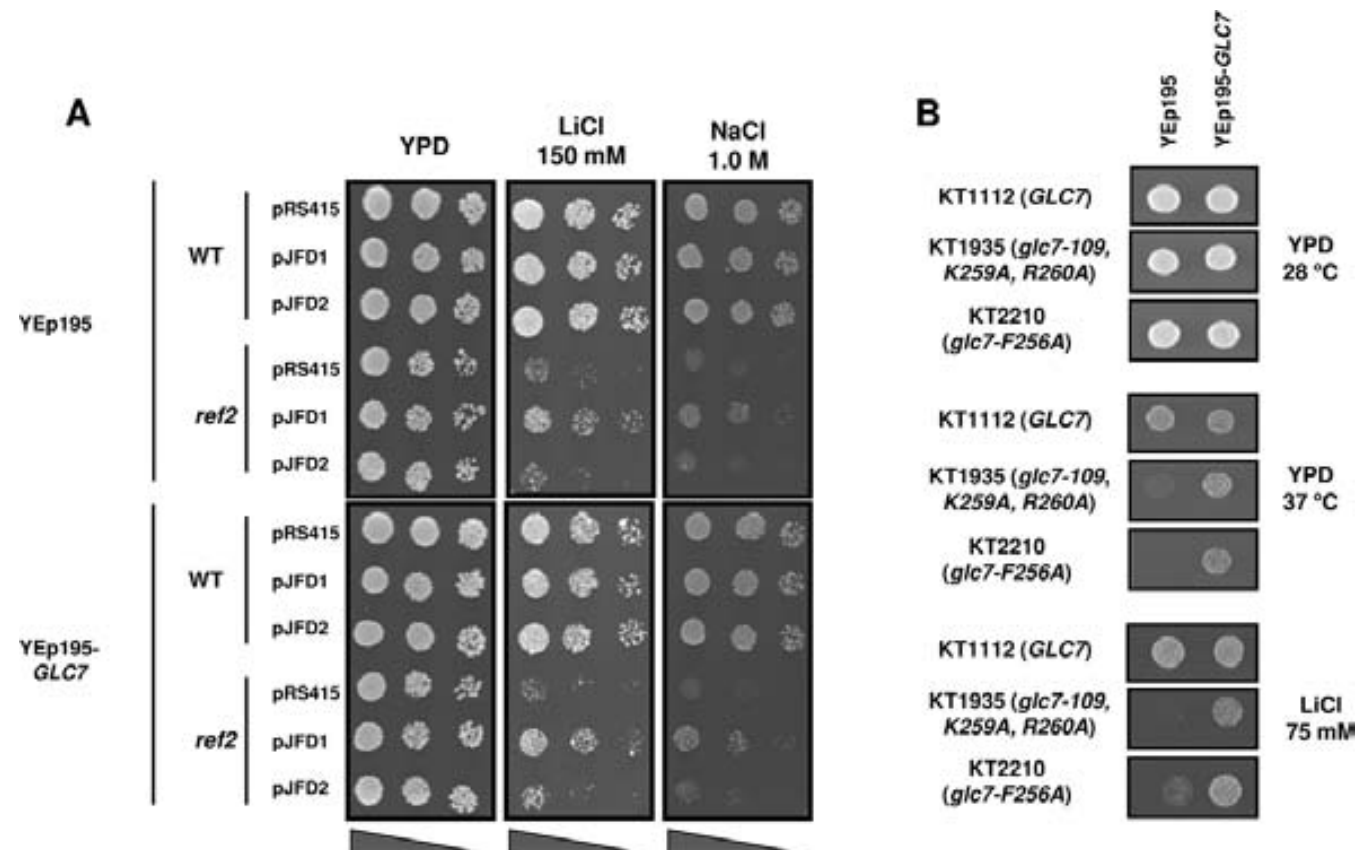 A
YPD
LiCl
150 mM
NaCl
1.0 M
YEp195
WT
pRS415
pJFD1
pJFD2
ref2
pRS415
pJFD1
pJFD2
YEp195-
GLC7
WT
pRS415
pJFD1
pJFD2
ref2
pRS415
pJFD1
pJFD2
B
YEp195
YEp195-GLC7
KT1112 (GLC7)
KT1935 (glc7-109,
K259A, R260A)
KT2210
(glc7-F256A)
YPD
28 °C
KT1112 (GLC7)
KT1935 (glc7-109,
K259A, R260A)
KT2210
(glc7-F256A)
YPD
37 °C
KT1112 (GLC7)
KT1935 (glc7-109,
K259A, R260A)
KT2210
(glc7-F256A)
LiCl
75 mM